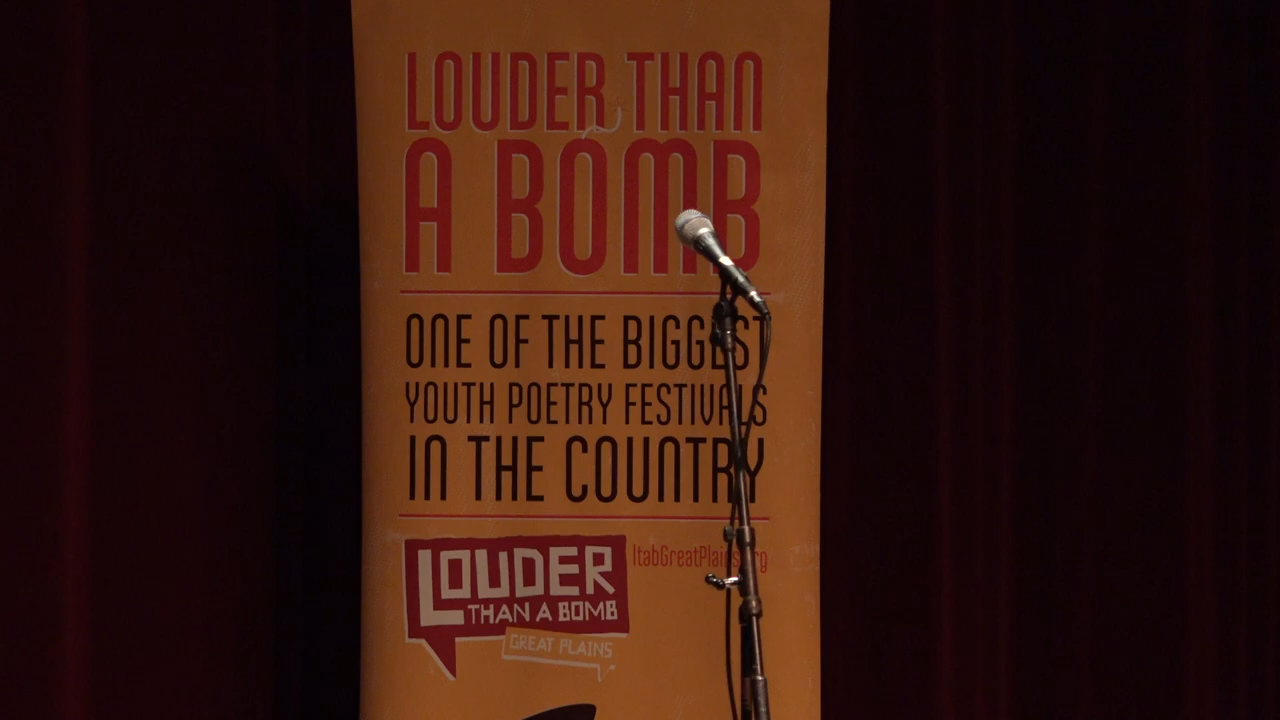 LOUDER THAN
A BOMB
ONE OF THE BIGGEST
YOUTH POETRY FESTIVALS
IN THE COUNTRY
ltabGreatPlains.org
LOUDER
THAN A BOMB
GREAT PLAINS